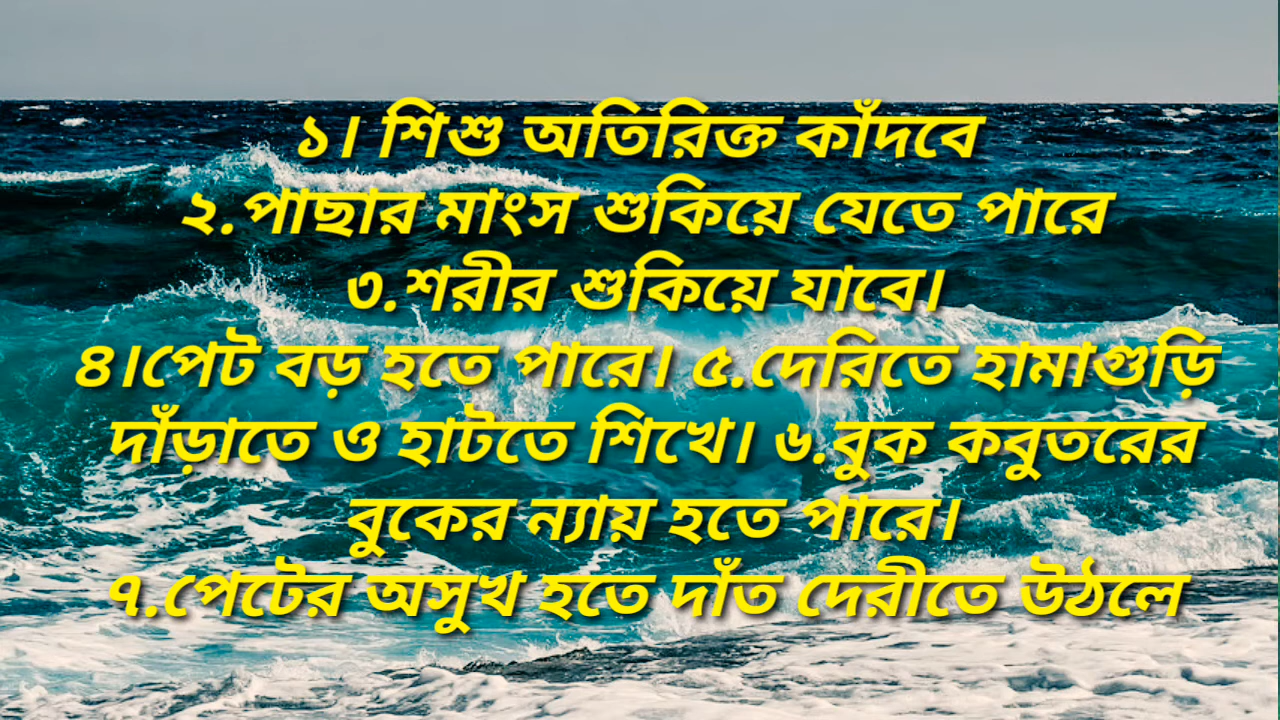 ১। শিশু অতিরিক্ত কাঁদবে
২.পাছার মাংস শুকিয়ে যেতে পারে
৩.শরীর শুকিয়ে যাবে।
৪।পেট বড় হতে পারে। ৫.দেরিতে হামাগুড়ি
দাঁড়াতে ও হাটতে শিখে। ৬.বুক কবুতরের
বুকের ন্যায় হতে পারে।
৭.পেটের অসুখ হতে দাঁত দেরীতে উঠলে